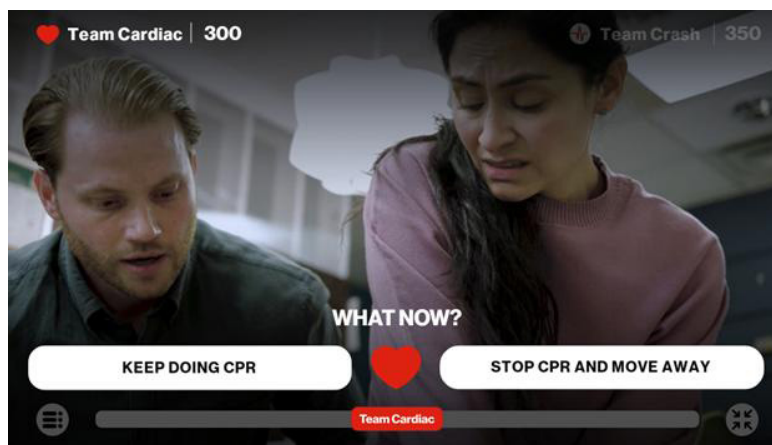 Team Cardiac | 300
Team Crash | 350
WHAT NOW?
KEEP DOING CPR
STOP CPR AND MOVE AWAY
Team Cardiac